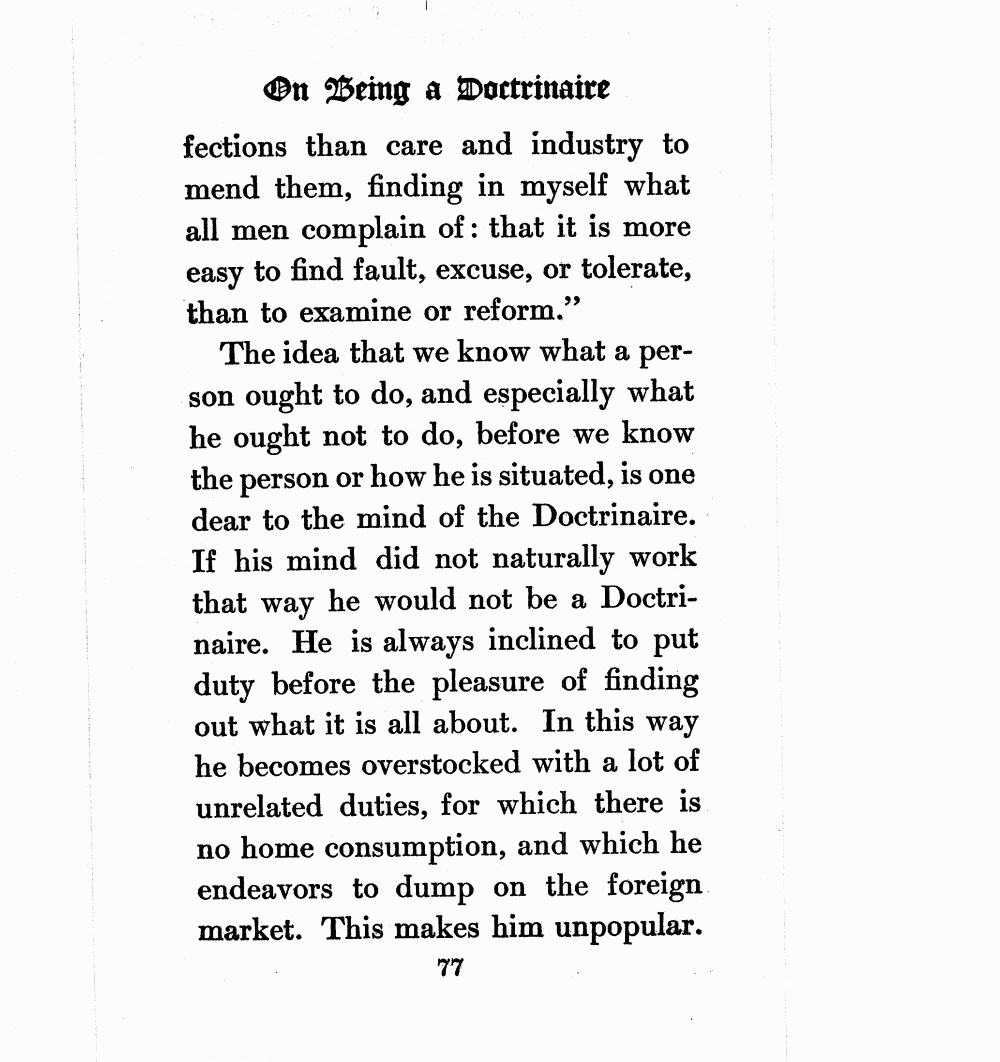 On Being a Doctrinaire
fections than care and industry to
mend them, finding in myself what
all men complain of: that it is more
easy to find fault, excuse, or tolerate,
than to examine or reform.”
The idea that we know what a per-
son ought to do, and especially what
he ought not to do, before we know
the person or how he is situated, is one
dear to the mind of the Doctrinaire.
If his mind did not naturally work
that way he would not be a Doctri-
naire. He is always inclined to put
duty before the pleasure of finding
out what it is all about. In this way
he becomes overstocked with a lot of
unrelated duties, for which there is
no home consumption, and which he
endeavors to dump on the foreign
market. This makes him unpopular.
77